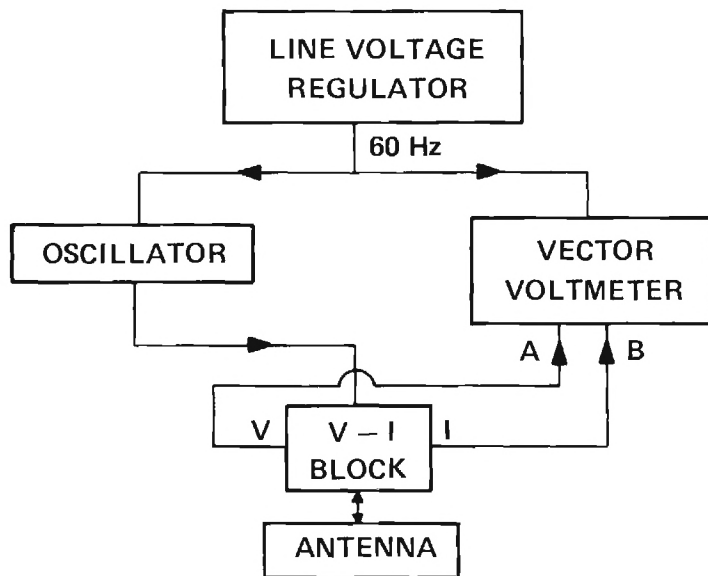 LINE VOLTAGE
REGULATOR
60 Hz
OSCILLATOR
VECTOR
VOLTMETER
A
B
V
V – I
I
BLOCK
ANTENNA